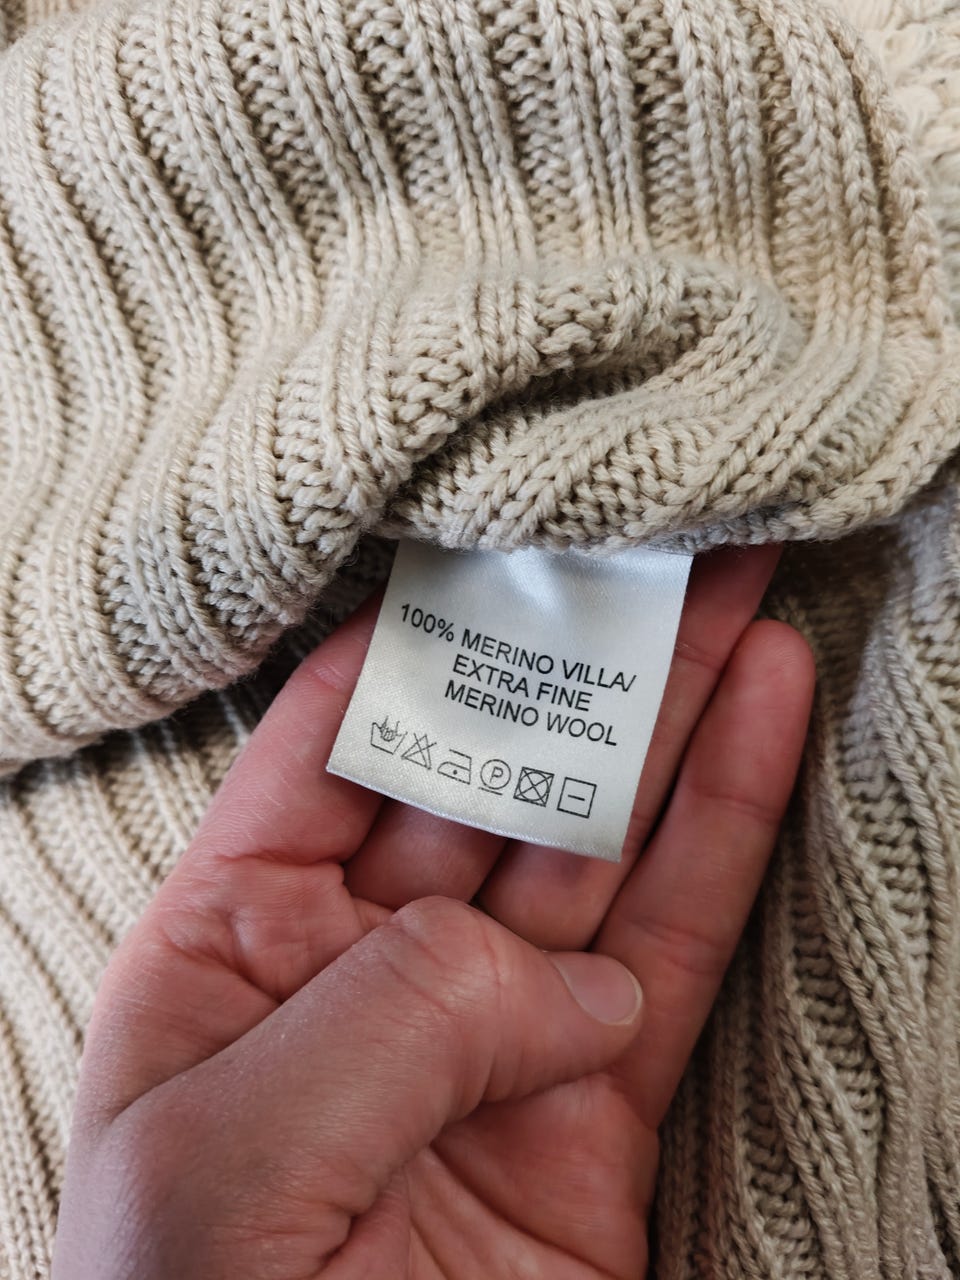 100% MERINO VILLA/
EXTRA FINE
MERINO WOOL
P